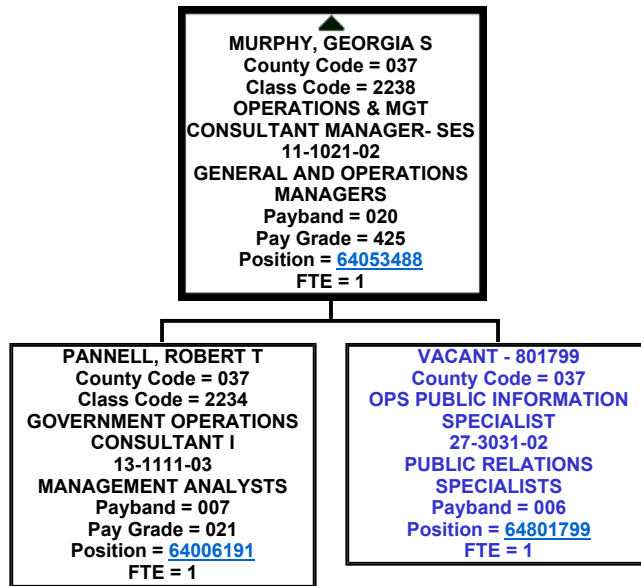 MURPHY, GEORGIA S
County Code = 037
Class Code = 2238
OPERATIONS & MGT
CONSULTANT MANAGER- SES
11-1021-02
GENERAL AND OPERATIONS
MANAGERS
Payband = 020
Pay Grade = 425
Position = 64053488
FTE = 1
PANNELL, ROBERT T
County Code = 037
Class Code = 2234
GOVERNMENT OPERATIONS
CONSULTANT I
13-1111-03
MANAGEMENT ANALYSTS
Payband = 007
Pay Grade = 021
Position = 64006191
FTE = 1
VACANT - 801799
County Code = 037
OPS PUBLIC INFORMATION
SPECIALIST
27-3031-02
PUBLIC RELATIONS
SPECIALISTS
Payband = 006
Position = 64801799
FTE = 1